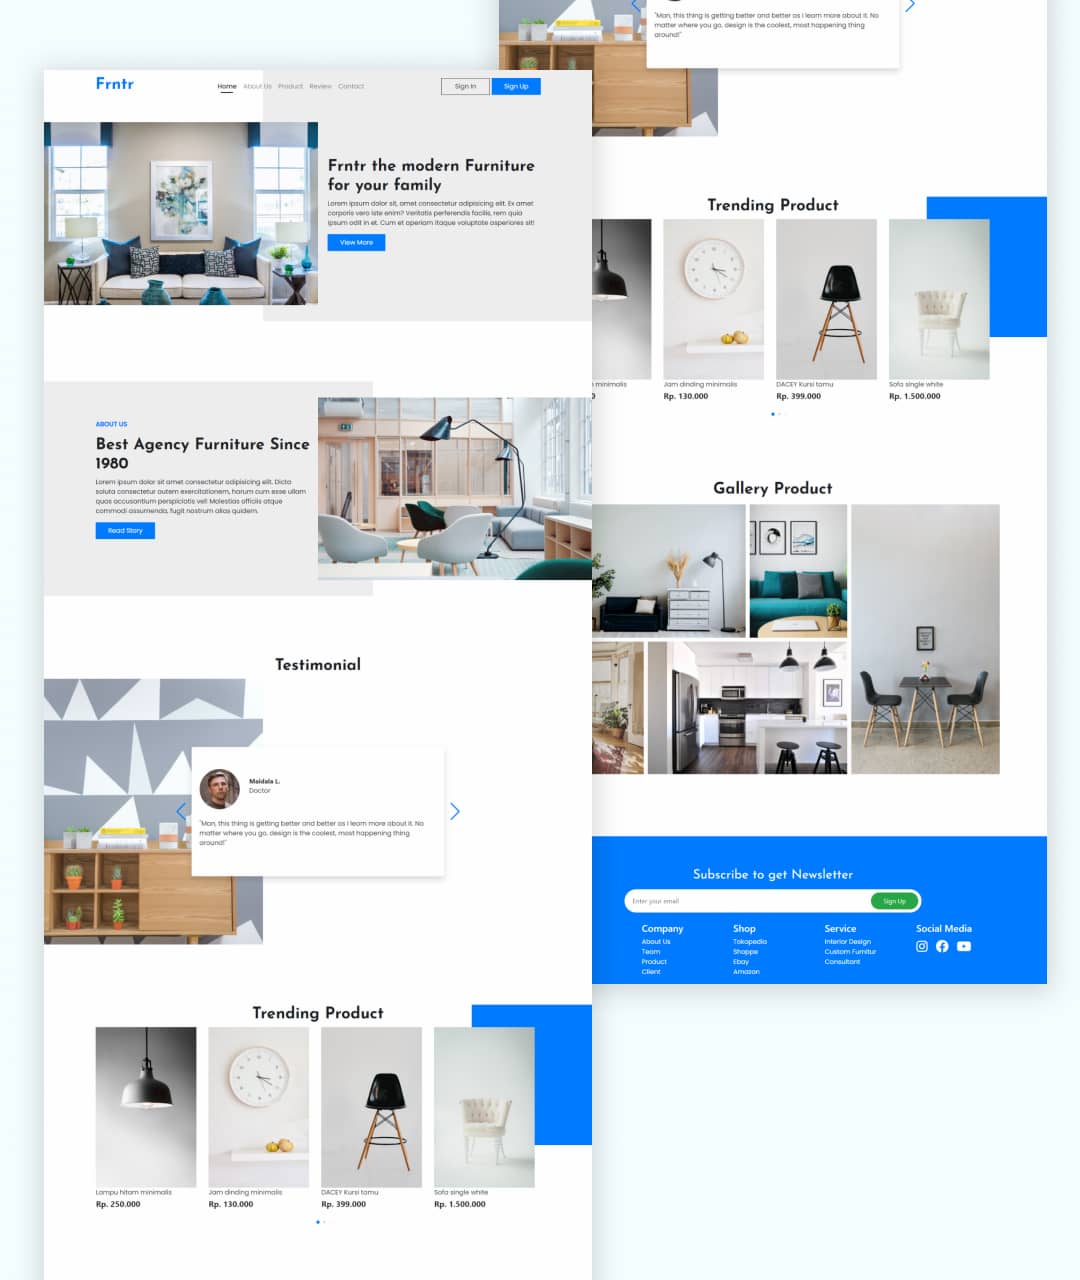 Frntr
Home About Us Product Review Contact
Sign In Sign Up
Frntr the modern Furniture
for your family
Lorem ipsum dolor sit, amet consectetur adipisicing elit. Ex amet
corporis vero iste enim? Veritatis perferendis facilis, rem quia
ipsum odit in et. Cum et aperiam itaque voluptate asperiores sit!
View More
ABOUT US
Best Agency Furniture Since
1980
Lorem ipsum dolor sit amet consectetur adipisicing elit. Dicta
soluta consectetur autem exercitationem, harum cum esse ullam
quos accusantium perspiciatis vel! Molestias officiis atque
commodi assumenda, fugit nostrum alias quidem.
Read Story
Testimonial
Maidala L.
Doctor
"Man, this thing is getting better and better as I learn more about it. No
matter where you go, design is the coolest, most happening thing
around!"
Trending Product
Lampu hitam minimalis
Rp. 250.000
Jam dinding minimalis
Rp. 130.000
DACEY Kursi tamu
Rp. 399.000
Sofa single white
Rp. 1.500.000
"Man, this thing is getting better and better as I learn more about it. No
matter where you go, design is the coolest, most happening thing
around!"
Trending Product
minimalis
Jam dinding minimalis
Rp. 130.000
DACEY Kursi tamu
Rp. 399.000
Sofa single white
Rp. 1.500.000
Gallery Product
Subscribe to get Newsletter
Enter your email
Sign Up
Company
About Us
Team
Product
Client
Shop
Tokopedia
Shoppe
Ebay
Amazon
Service
Interior Design
Custom Furnitur
Consultant
Social Media